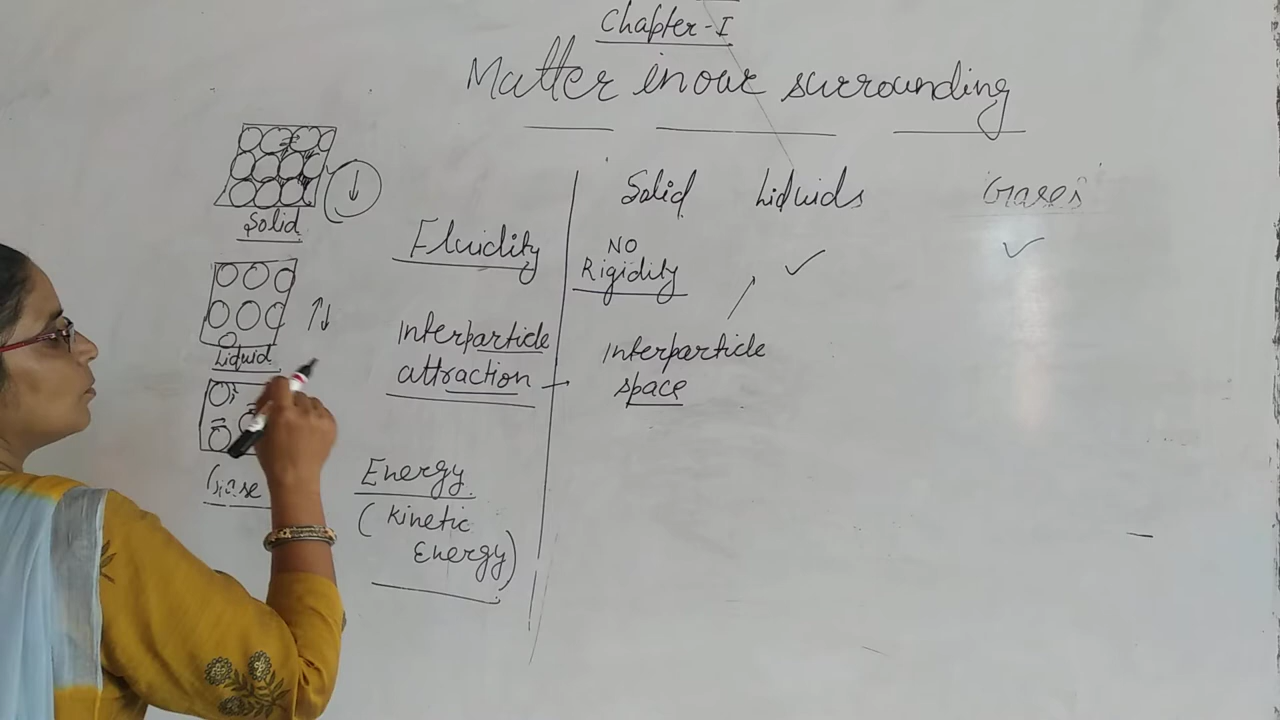 Chapter-I
Matter in our surrounding
Solid
Liquids
Gases
Solid
Fluidity
NO
Rigidity
Liquid
Interparticle
attraction
Interparticle
space
Gase
Energy
(Kinetic
Energy)